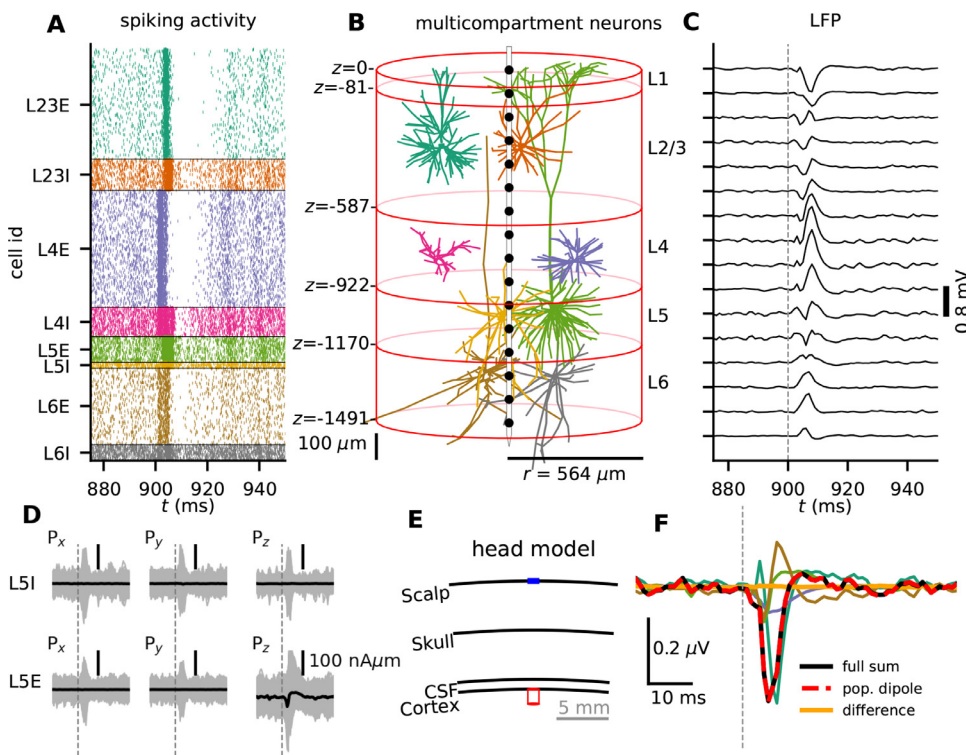 A spiking activity
B multicompartment neurons
C LFP
cell id
L23E
L23I
L4E
L4I
L5E
L5I
L6E
L6I
880 900 920 940
t (ms)
z=0
z=-81
z=-587
z=-922
z=-1170
z=-1491
L1
L2/3
L4
L5
L6
100 μm
r = 564 μm
0.8 mV
880 900 920 940
t (ms)
D
Px Py Pz
L5I
Px Py Pz
L5E
100 nAμm
E
head model
Scalp
Skull
CSF
Cortex
5 mm
F
0.2 μV
10 ms
full sum
pop. dipole
difference